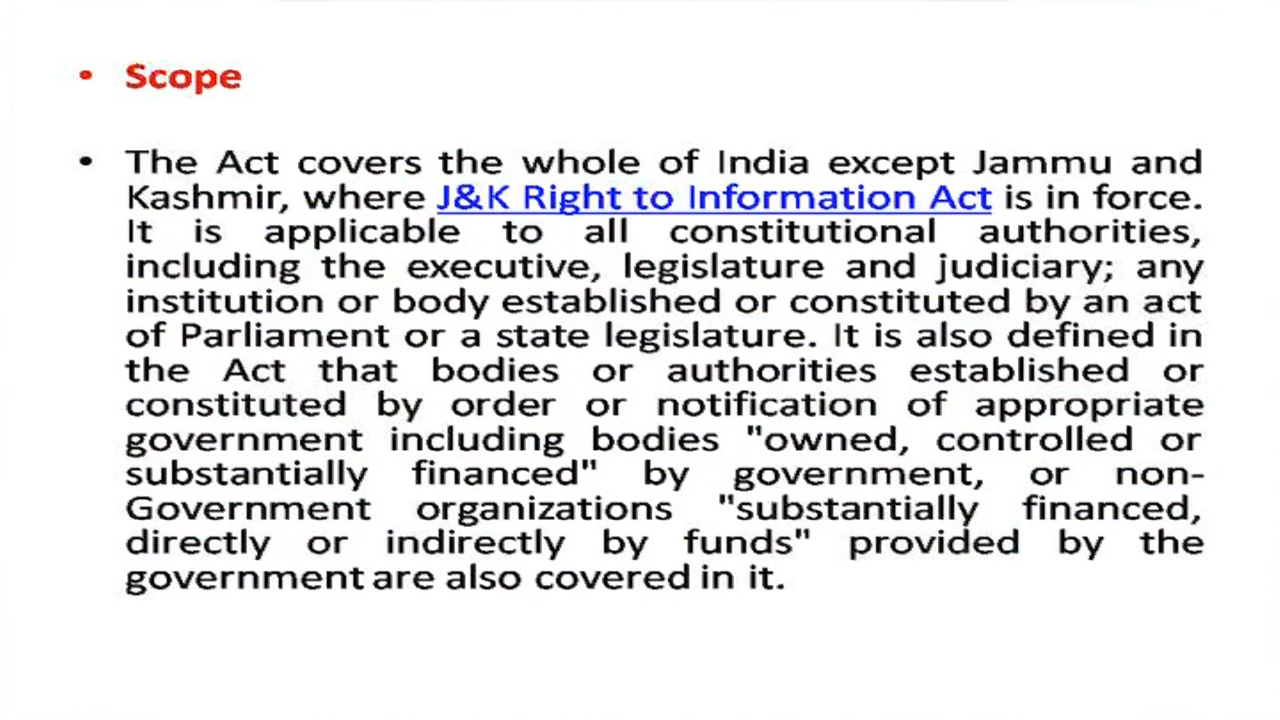 • Scope
• The Act covers the whole of India except Jammu and
Kashmir, where J&K Right to Information Act is in force.
It is applicable to all constitutional authorities,
including the executive, legislature and judiciary; any
institution or body established or constituted by an act
of Parliament or a state legislature. It is also defined in
the Act that bodies or authorities established or
constituted by order or notification of appropriate
government including bodies "owned, controlled or
substantially financed" by government, or non-
Government organizations "substantially financed,
directly or indirectly by funds" provided by the
government are also covered in it.